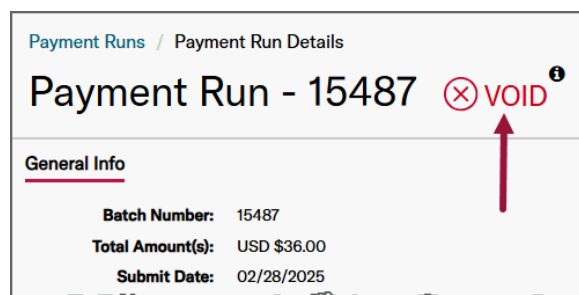 Payment Runs / Payment Run Details
Payment Run - 15487 VOID
General Info
Batch Number: 15487
Total Amount(s): USD $36.00
Submit Date: 02/28/2025